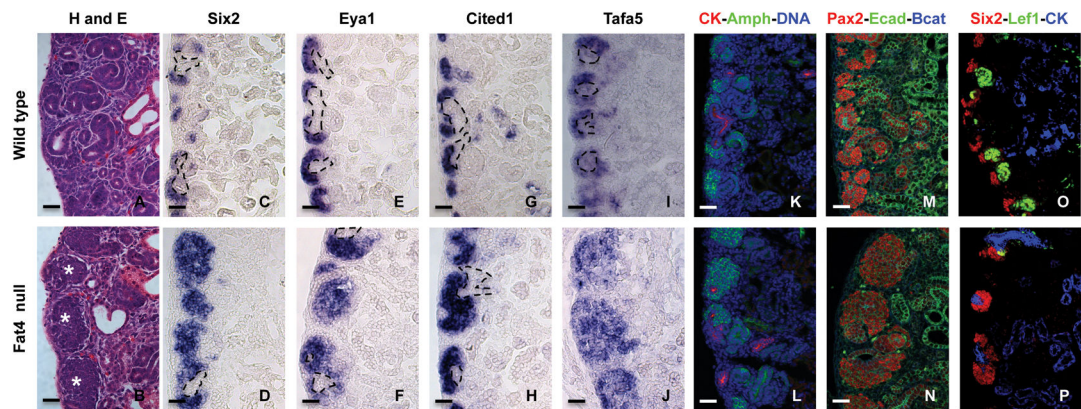 H and E Six2 Eya1 Cited1 Tafa5 CK-Amph-DNA Pax2-Ecad-Bcat Six2-Lef1-CK
Wild type
A C E G I K M O
Fat4 null
B D F H J L N P